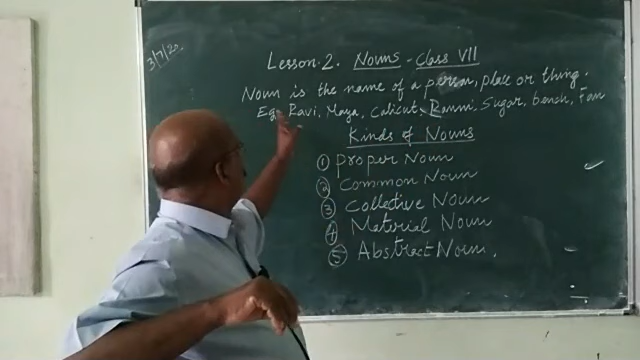 3/7/20.
Lesson.2. Nouns - Class VII
Noun is the name of a person, place or thing.
Eg: Ravi, Maya, Calicut, Sugar, bench, Fan
Kinds of Nouns
① Proper Noun
② Common Noun
③ Collective Noun
④ Material Noun
⑤ Abstract Noun.